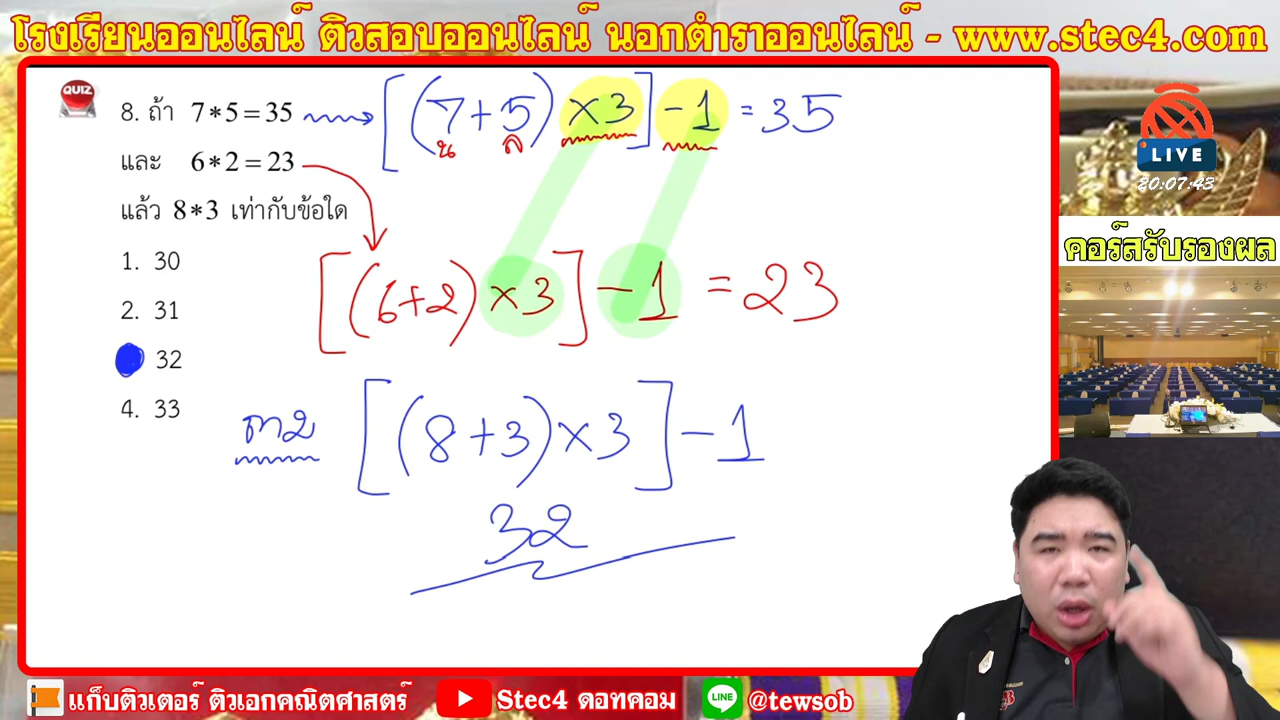 โรงเรียนออนไลน์ ติวสอบออนไลน์ นอกตำราออนไลน์ - www.stec4.com
QUIZ
8. ถ้า 7*5=35
[(7+5)×3]-1=35
น ล
และ 6*2=23
แล้ว 8*3 เท่ากับข้อใด
[(6+2)×3]-1=23
1. 30
2. 31
32
4. 33
[(8+3)×3]-1
32
LIVE
20:07:43
คอร์สรับรองผล
แก็บติวเตอร์ ติวเอกคณิตศาสตร์
Stec4 ดอทคอม
LINE
@tewsob